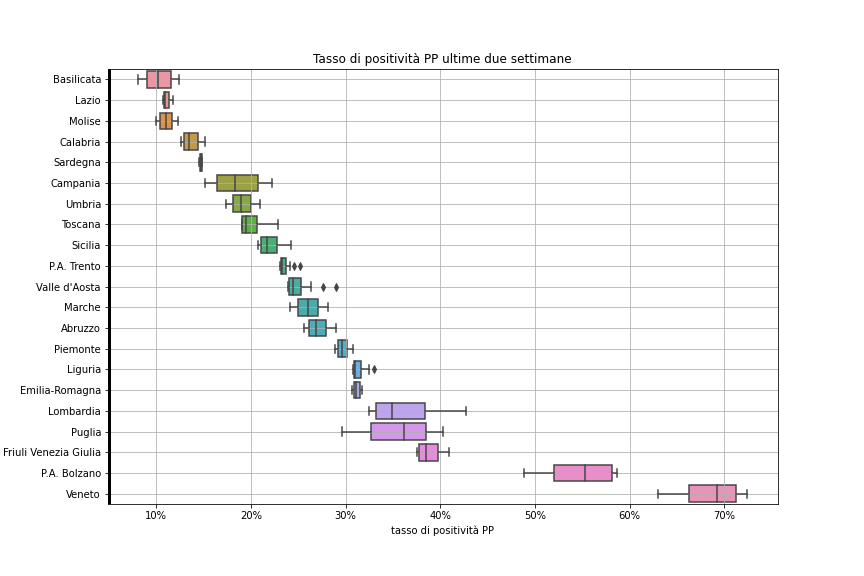 Tasso di positività PP ultime due settimane
Basilicata
Lazio
Molise
Calabria
Sardegna
Campania
Umbria
Toscana
Sicilia
P.A. Trento
Valle d'Aosta
Marche
Abruzzo
Piemonte
Liguria
Emilia-Romagna
Lombardia
Puglia
Friuli Venezia Giulia
P.A. Bolzano
Veneto
10% 20% 30% 40% 50% 60% 70%
tasso di positività PP